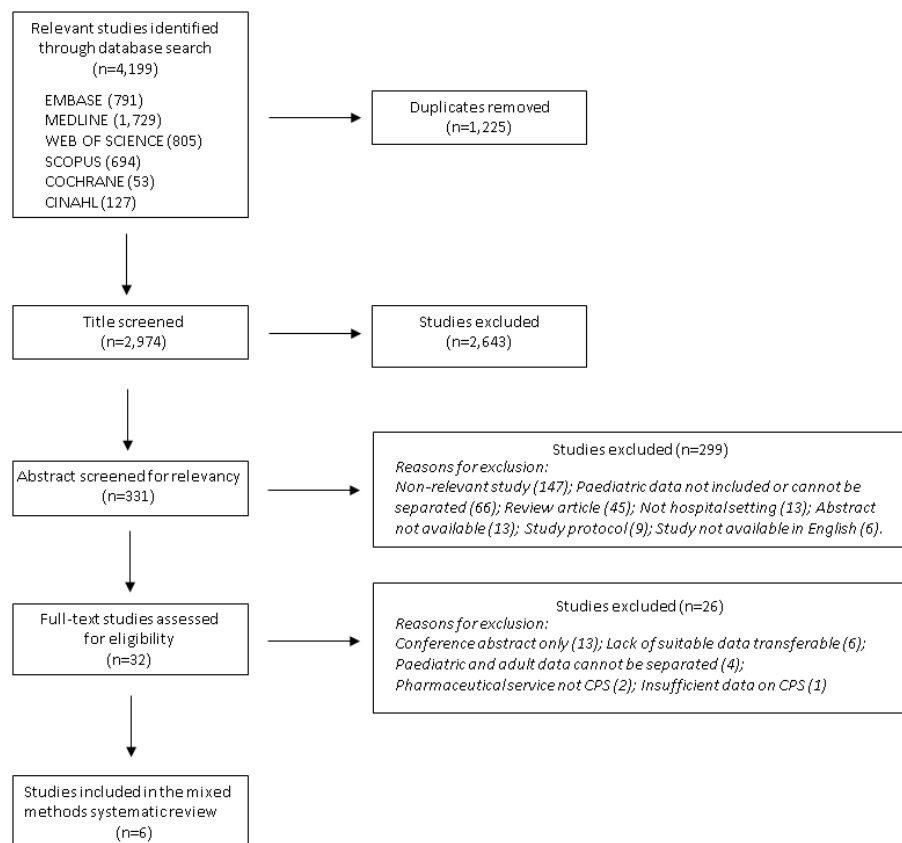 Relevant studies identified
through database search
(n=4,199)
EMBASE (791)
MEDLINE (1,729)
WEB OF SCIENCE (805)
SCOPUS (694)
COCHRANE (53)
CINAHL (127)
Duplicates removed
(n=1,225)
Title screened
(n=2,974)
Studies excluded
(n=2,643)
Abstract screened for relevancy
(n=331)
Studies excluded (n=299)
Reasons for exclusion:
Non-relevant study (147); Paediatric data not included or cannot be
separated (66); Review article (45); Not hospital setting (13); Abstract
not available (13); Study protocol (9); Study not available in English (6).
Full-text studies assessed
for eligibility
(n=32)
Studies excluded (n=26)
Reasons for exclusion:
Conference abstract only (13); Lack of suitable data transferable (6);
Paediatric and adult data cannot be separated (4);
Pharmaceutical service not CPS (2); Insufficient data on CPS (1)
Studies included in the mixed
methods systematic review
(n=6)